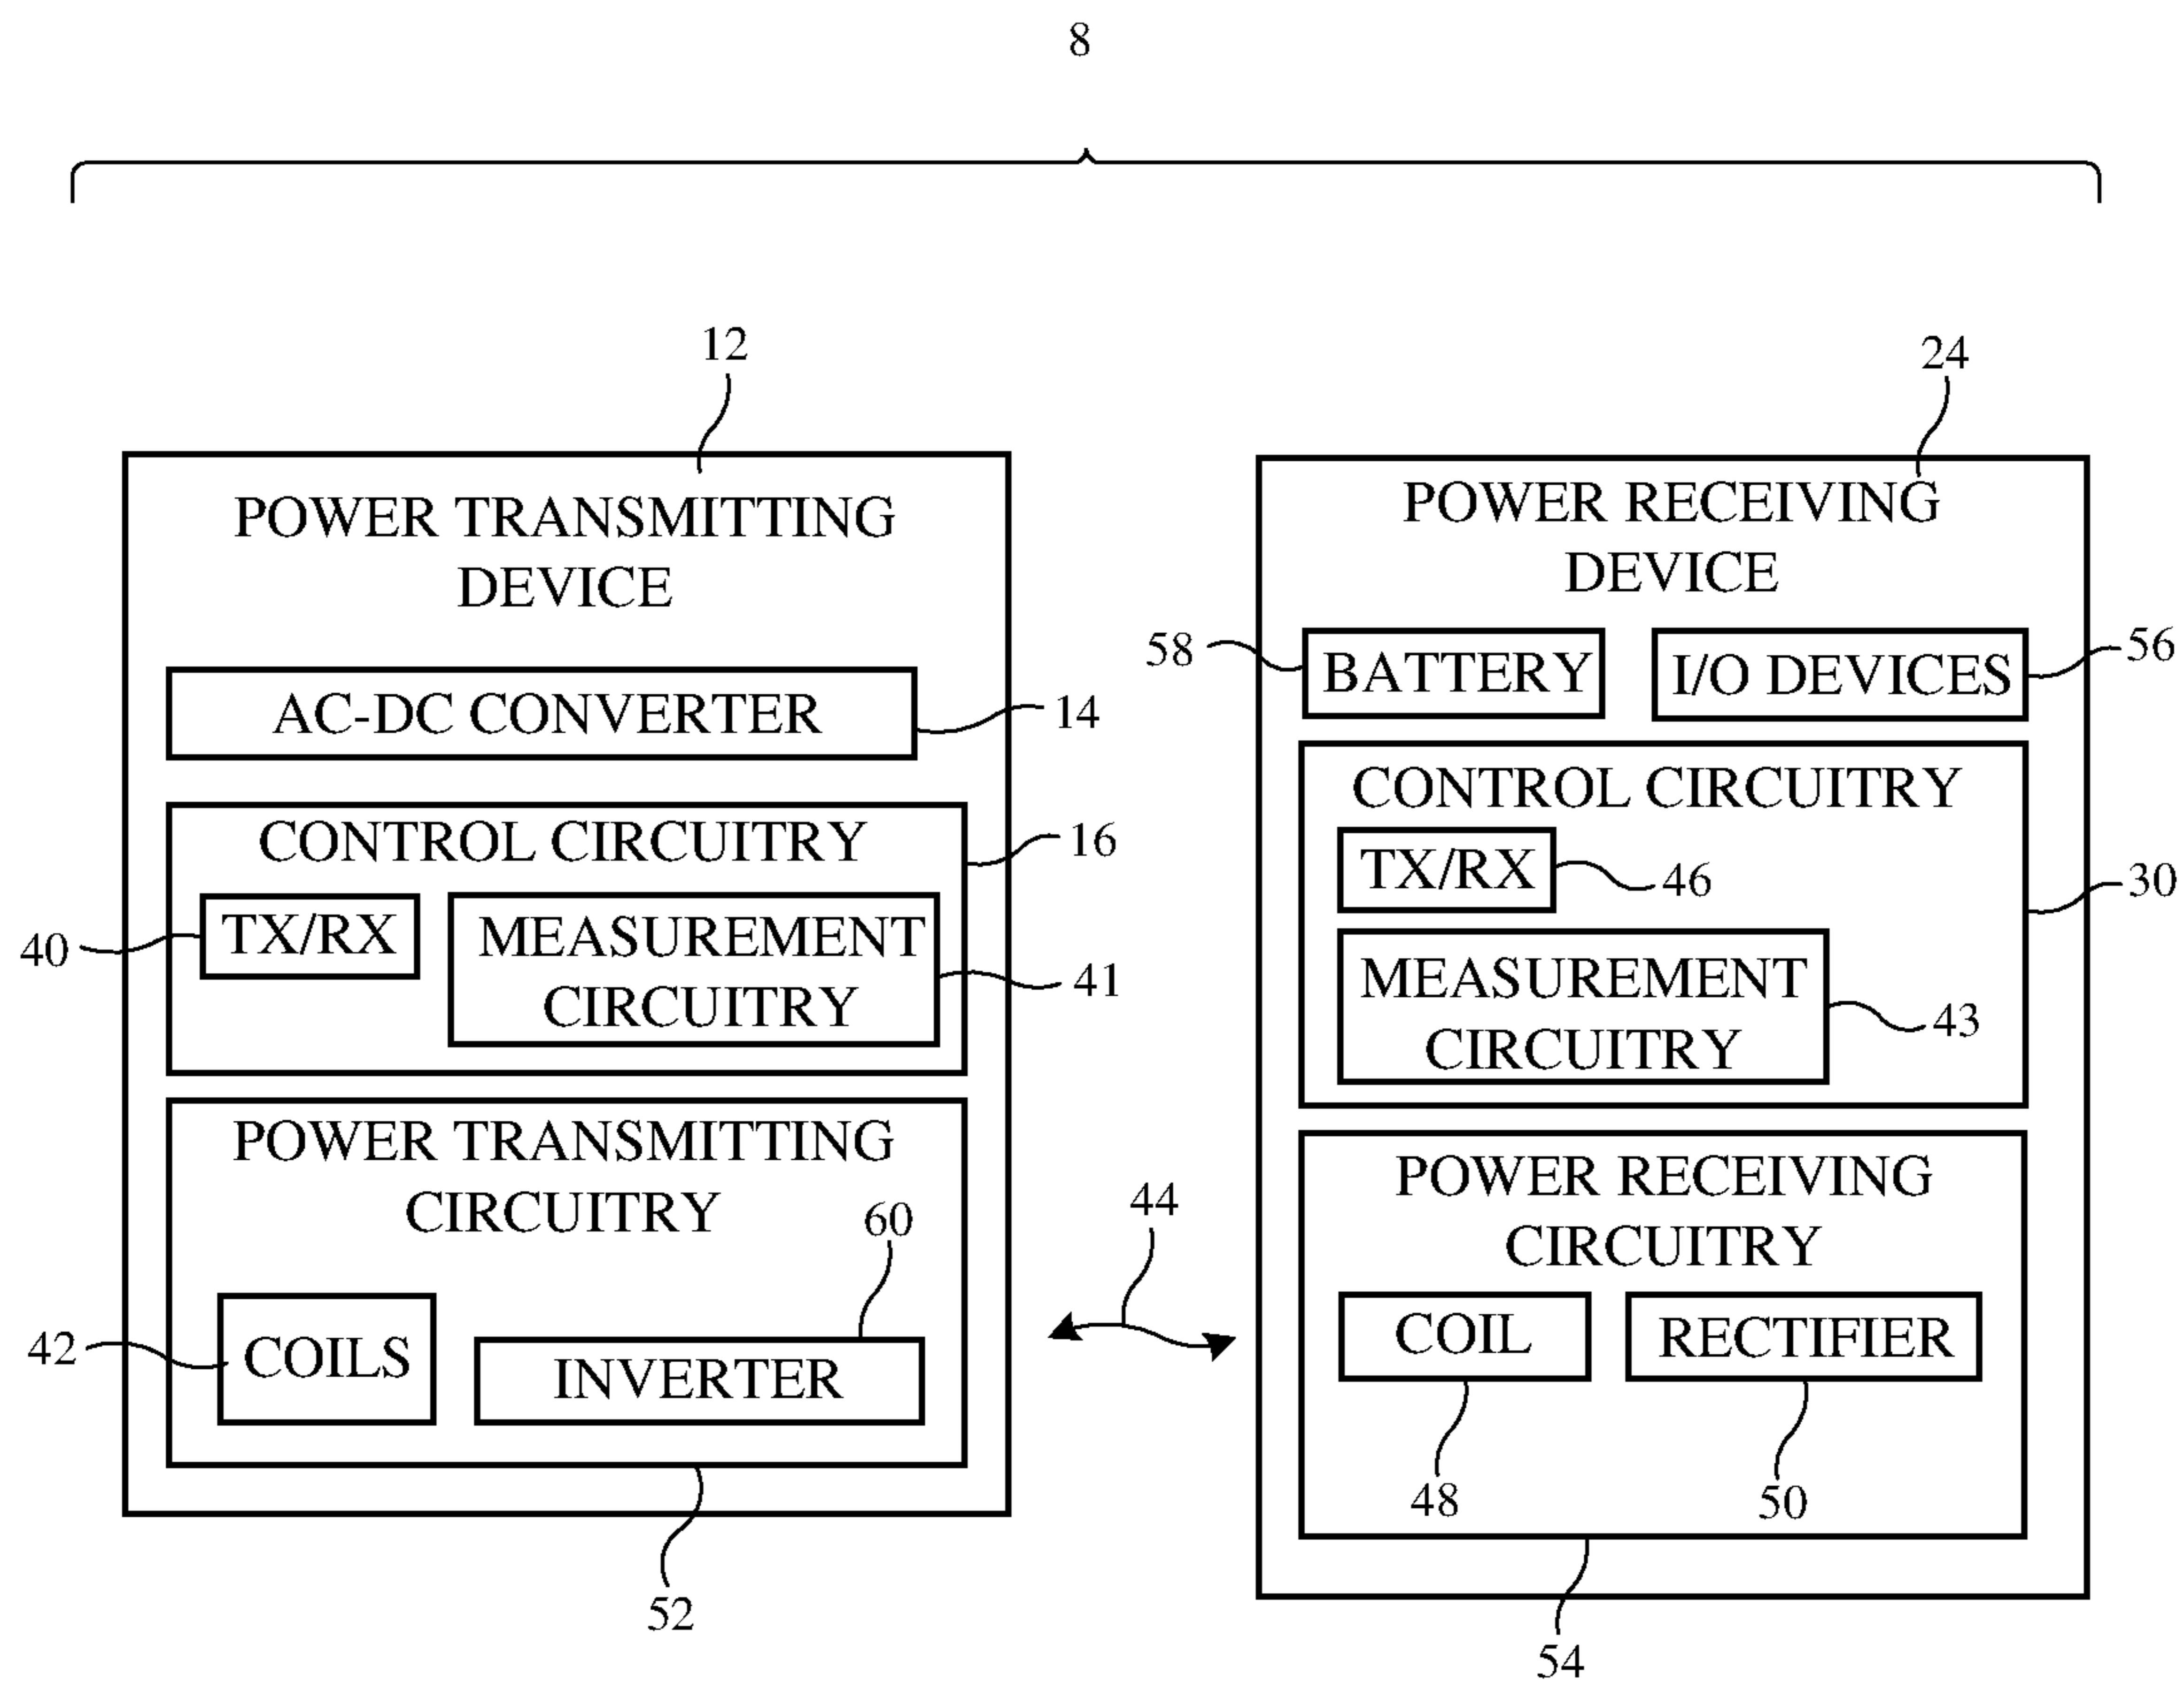 8
12
POWER TRANSMITTING
DEVICE
AC-DC CONVERTER
14
CONTROL CIRCUITRY
16
TX/RX
40
MEASUREMENT
CIRCUITRY
41
POWER TRANSMITTING
CIRCUITRY
60
42
COILS
INVERTER
52
44
24
POWER RECEIVING
DEVICE
58
BATTERY
I/O DEVICES
56
CONTROL CIRCUITRY
TX/RX
46
30
MEASUREMENT
CIRCUITRY
43
POWER RECEIVING
CIRCUITRY
COIL
RECTIFIER
48
50
54